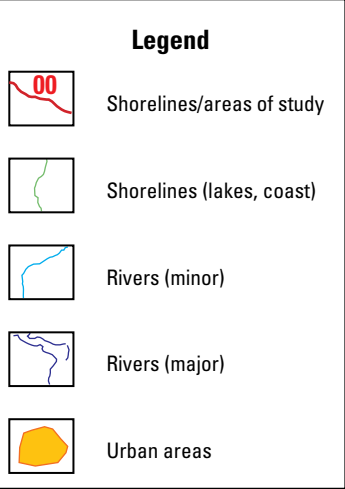 Legend
00
Shorelines/areas of study
Shorelines (lakes, coast)
Rivers (minor)
Rivers (major)
Urban areas